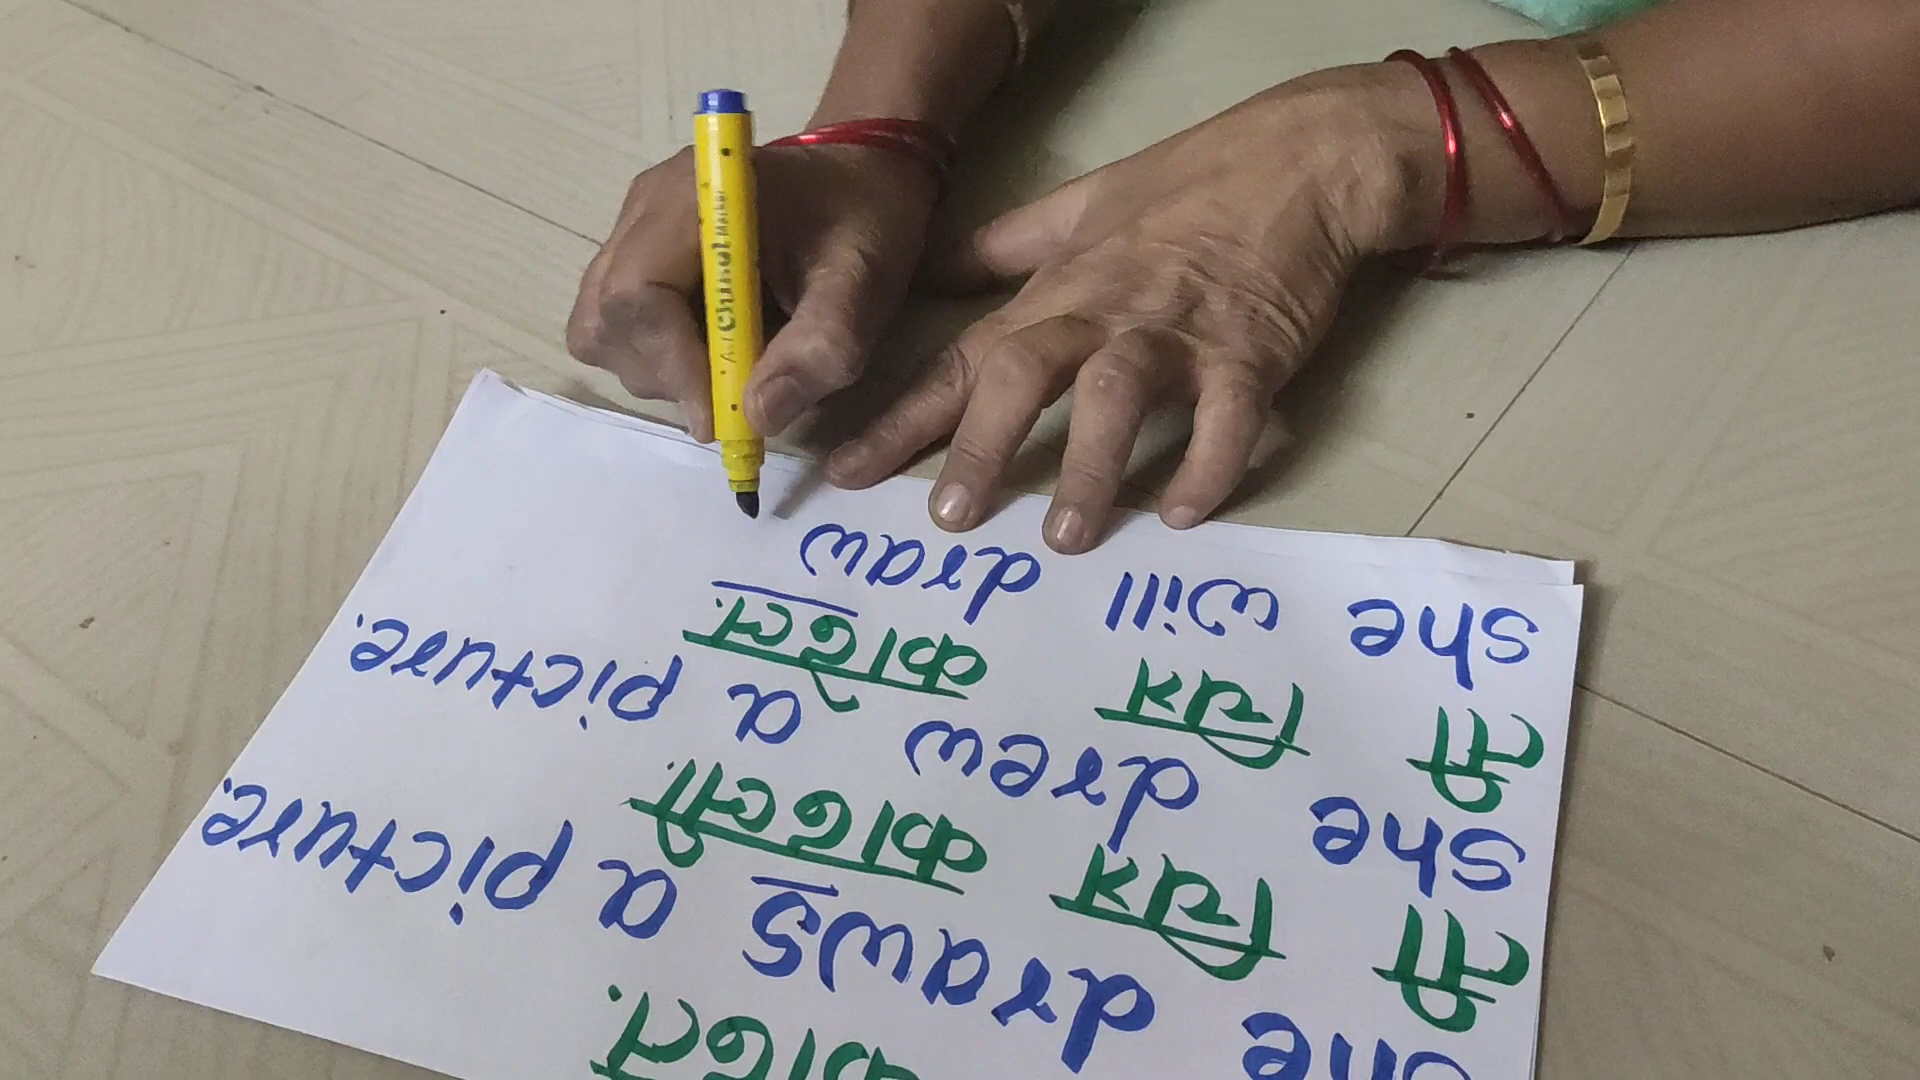 She draws a picture.
ती चित्र काढली.
She drew a picture.
ती चित्र काढेल.
She will draw